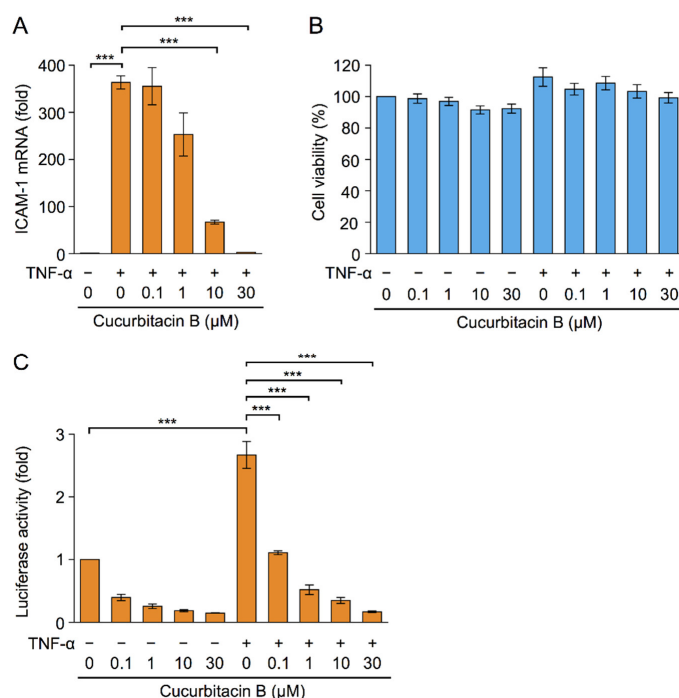 A
***
***
***
ICAM-1 mRNA (fold)
400
300
200
100
0
TNF-α − + + + + +
0 0 0.1 1 10 30
Cucurbitacin B (μM)
B
Cell viability (%)
120
100
80
60
40
20
0
TNF-α − − − − − + + + + +
0 0.1 1 10 30 0 0.1 1 10 30
Cucurbitacin B (μM)
C
***
***
***
***
***
Luciferase activity (fold)
3
2
1
0
TNF-α − − − − − + + + + +
0 0.1 1 10 30 0 0.1 1 10 30
Cucurbitacin B (μM)